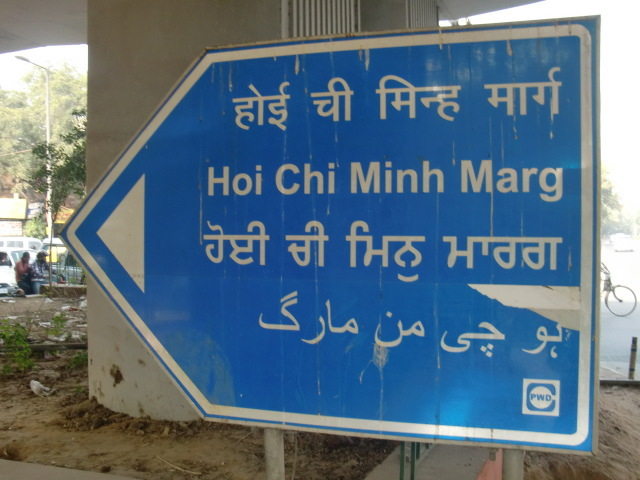 होई ची मिन्ह मार्ग
Hoi Chi Minh Marg
ਹੋਈ ਚੀ ਮਿਨੁ ਮਾਰਗ
ہو چی من مارگ
PWD